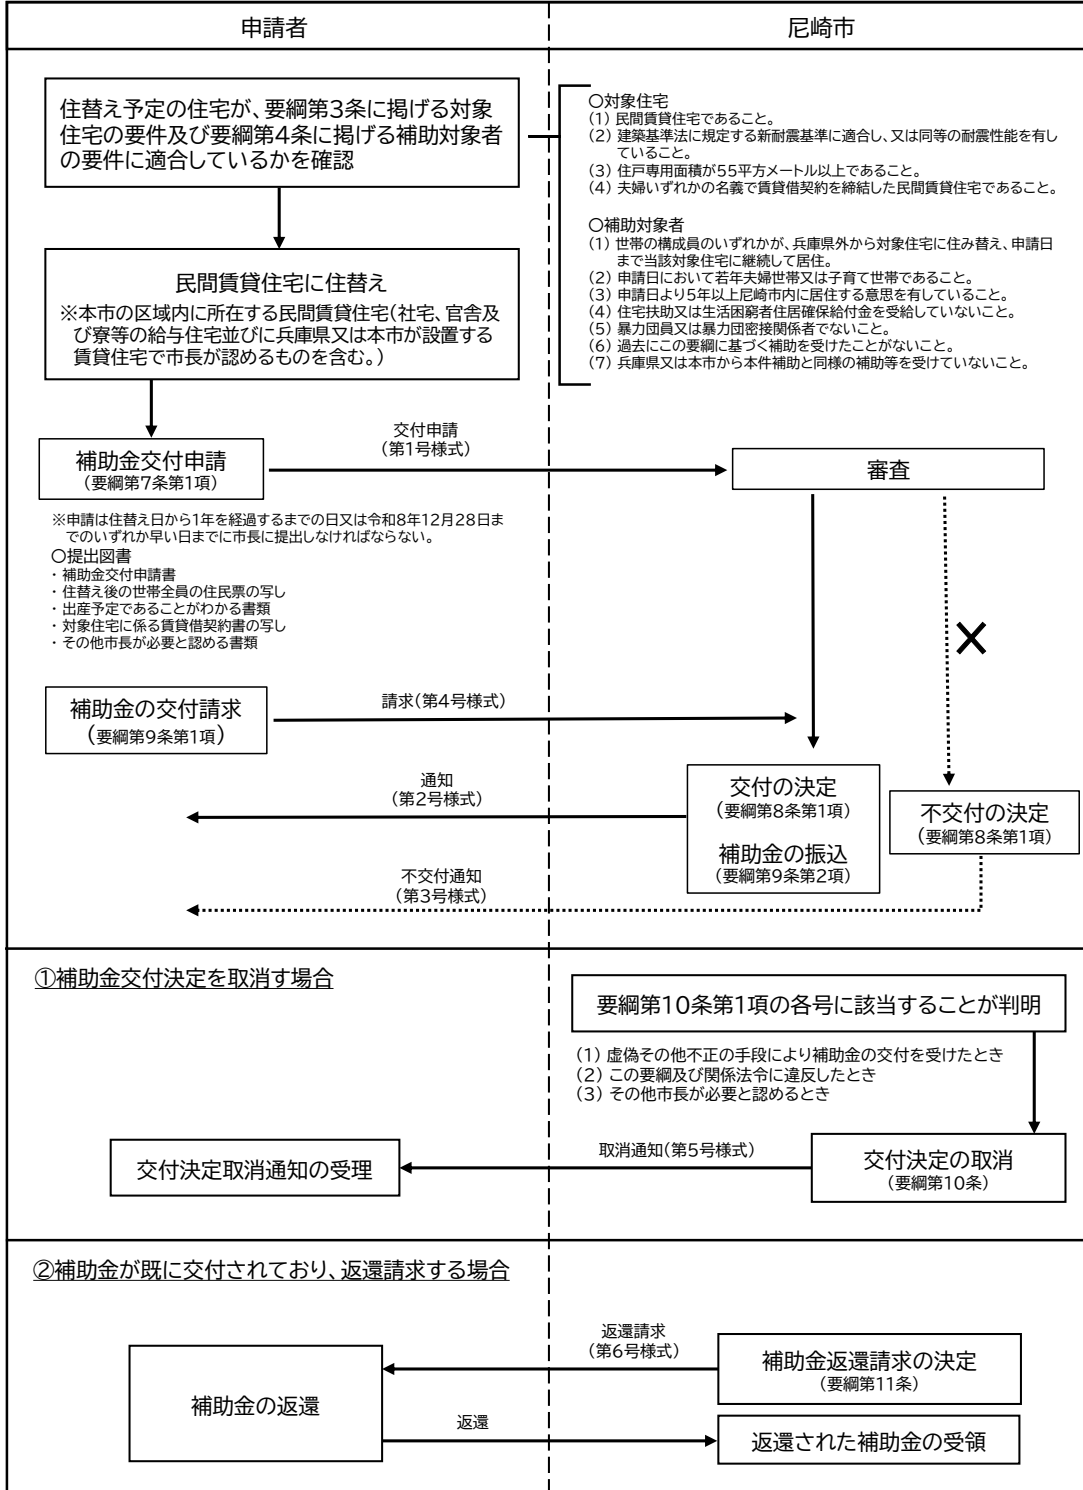 申請者
尼崎市
住替え予定の住宅が、要綱第3条に掲げる対象
住宅の要件及び要綱第4条に掲げる補助対象者
の要件に適合しているかを確認
〇対象住宅
(1) 民間賃貸住宅であること。
(2) 建築基準法に規定する新耐震基準に適合し、又は同等の耐震性能を有し
ていること。
(3) 住戸専用面積が55平方メートル以上であること。
(4) 夫婦いずれかの名義で賃貸借契約を締結した民間賃貸住宅であること。
〇補助対象者
(1) 世帯の構成員のいずれかが、兵庫県外から対象住宅に住み替え、申請日
まで当該対象住宅に継続して居住。
(2) 申請日において若年夫婦世帯又は子育て世帯であること。
(3) 申請日より5年以上尼崎市内に居住する意思を有していること。
(4) 住宅扶助又は生活困窮者住居確保給付金を受給していないこと。
(5) 暴力団員又は暴力団密接関係者でないこと。
(6) 過去にこの要綱に基づく補助を受けたことがないこと。
(7) 兵庫県又は本市から本件補助と同様の補助等を受けていないこと。
民間賃貸住宅に住替え
※本市の区域内に所在する民間賃貸住宅(社宅、官舎及
び寮等の給与住宅並びに兵庫県又は本市が設置する
賃貸住宅で市長が認めるものを含む。)
補助金交付申請
(要綱第7条第1項)
交付申請
(第1号様式)
審査
※申請は住替え日から1年を経過するまでの日又は令和8年12月28日ま
でのいずれか早い日までに市長に提出しなければならない。
〇提出図書
・ 補助金交付申請書
・ 住替え後の世帯全員の住民票の写し
・ 出産予定であることがわかる書類
・ 対象住宅に係る賃貸借契約書の写し
・ その他市長が必要と認める書類
補助金の交付請求
(要綱第9条第1項)
請求(第4号様式)
通知
(第2号様式)
交付の決定
(要綱第8条第1項)
補助金の振込
(要綱第9条第2項)
不交付の決定
(要綱第8条第1項)
不交付通知
(第3号様式)
①補助金交付決定を取消す場合
要綱第10条第1項の各号に該当することが判明
(1) 虚偽その他不正の手段により補助金の交付を受けたとき
(2) この要綱及び関係法令に違反したとき
(3) その他市長が必要と認めるとき
取消通知(第5号様式)
交付決定取消通知の受理
交付決定の取消
(要綱第10条)
②補助金が既に交付されており、返還請求する場合
返還請求
(第6号様式)
補助金返還請求の決定
(要綱第11条)
補助金の返還
返還
返還された補助金の受領